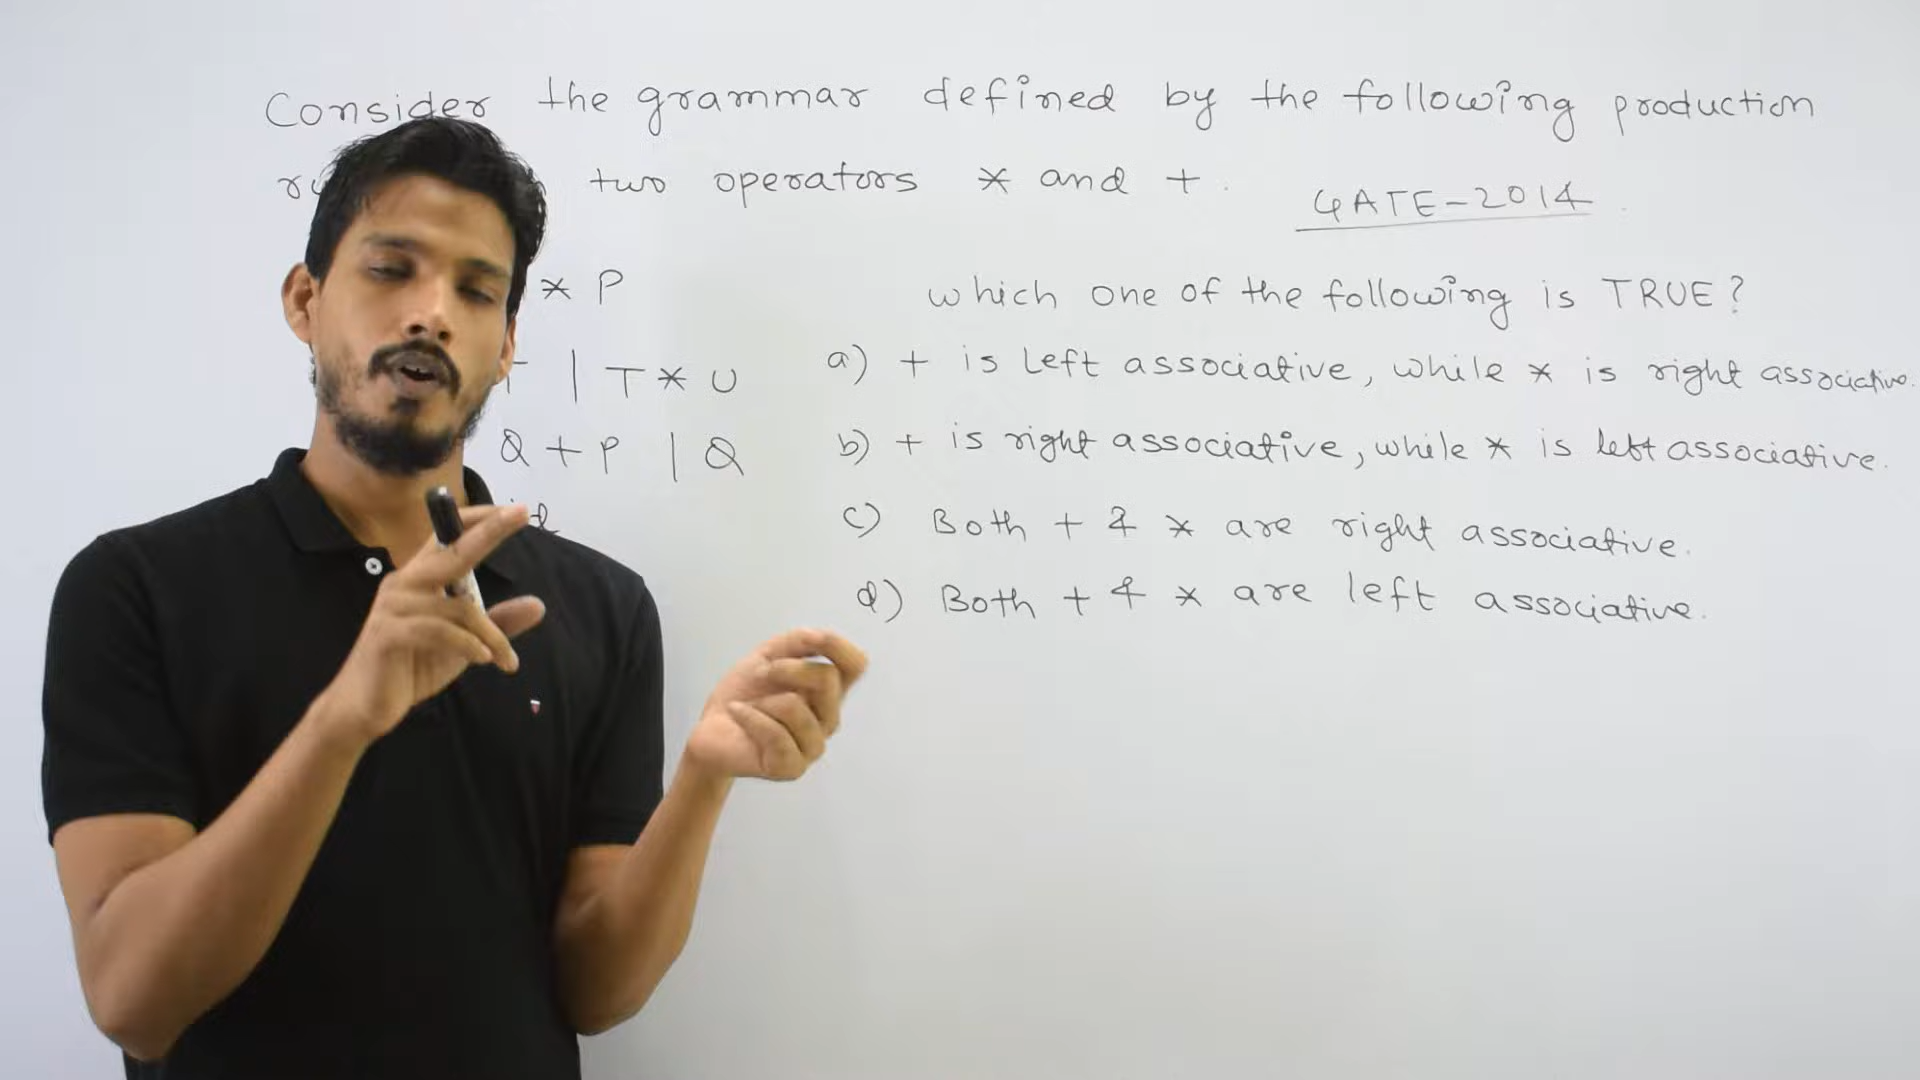 Consider the grammar defined by the following production
two operators * and +.
GATE-2014
* P
which one of the following is TRUE?
| T * U
a) + is left associative, while * is right associative.
Q + P | Q
b) + is right associative, while * is left associative.
c) Both + & * are right associative.
d) Both + & * are left associative.